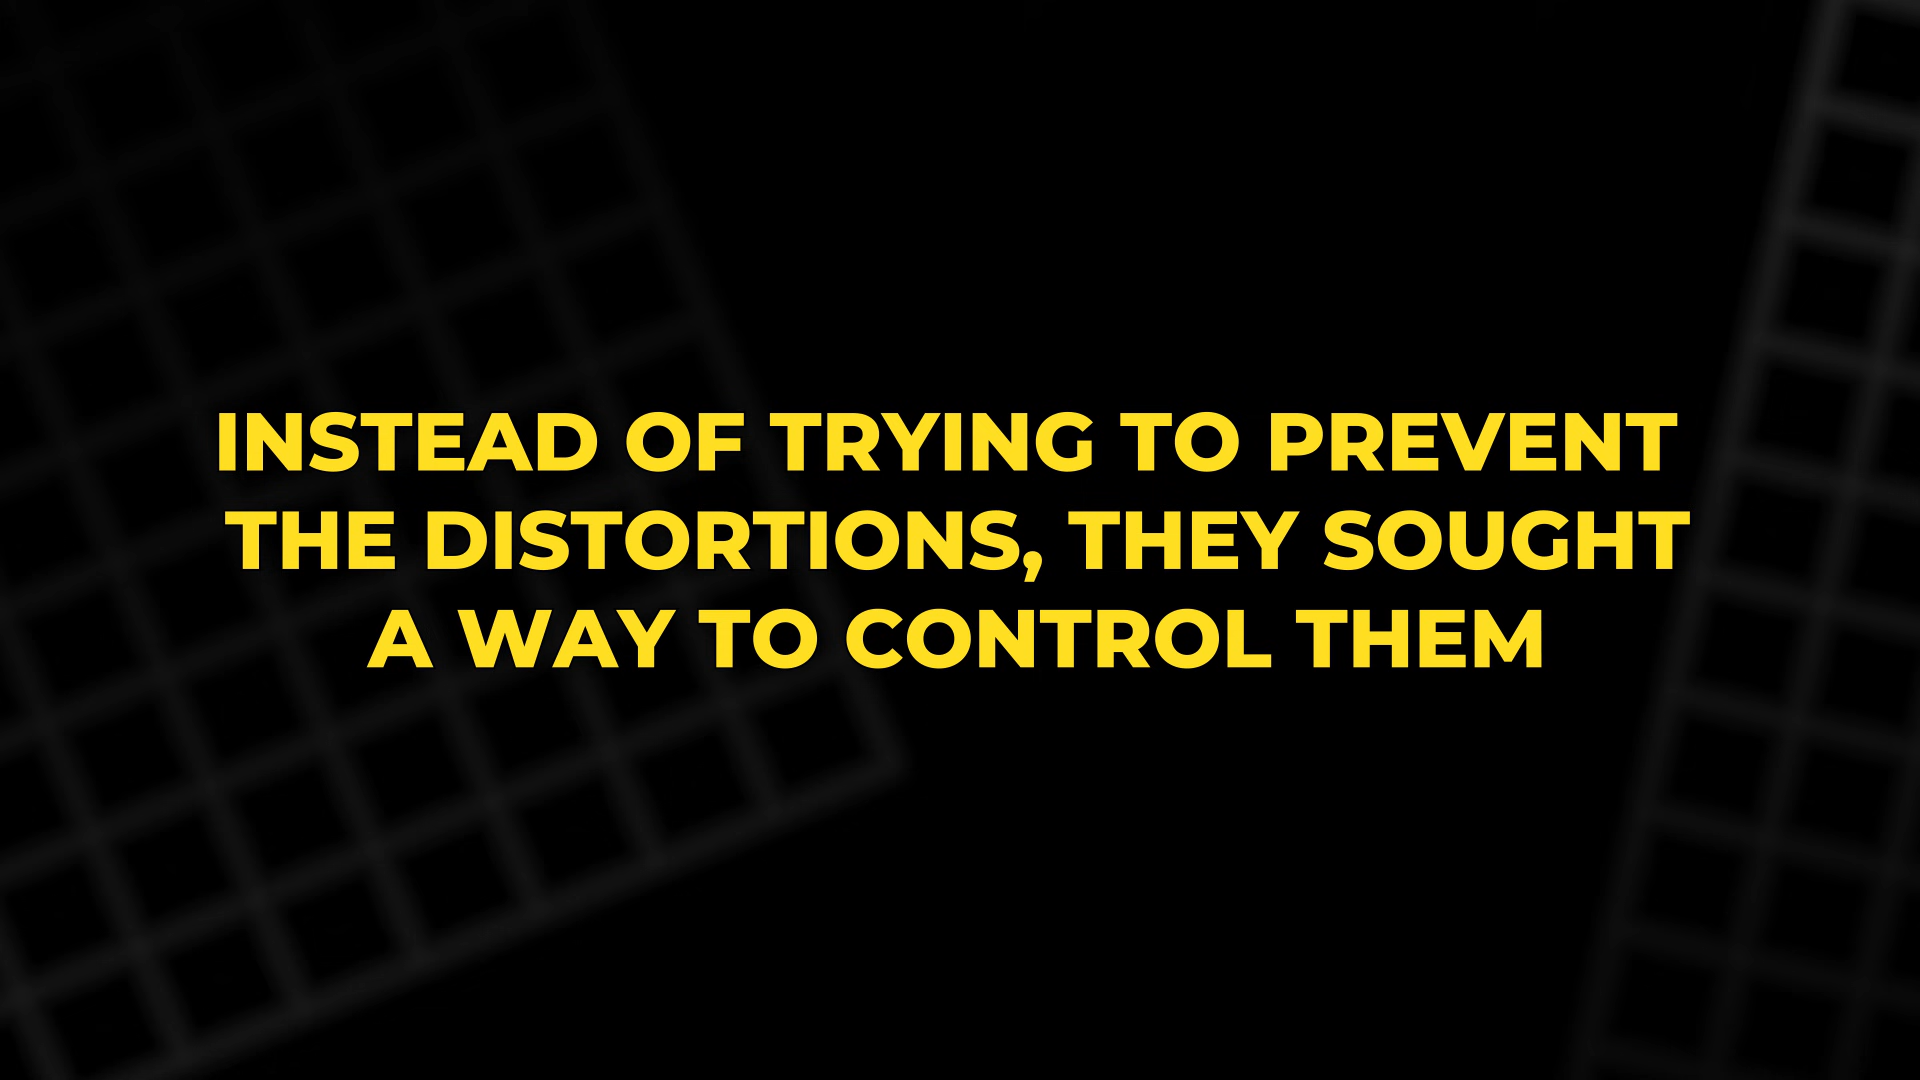 INSTEAD OF TRYING TO PREVENT
THE DISTORTIONS, THEY SOUGHT
A WAY TO CONTROL THEM